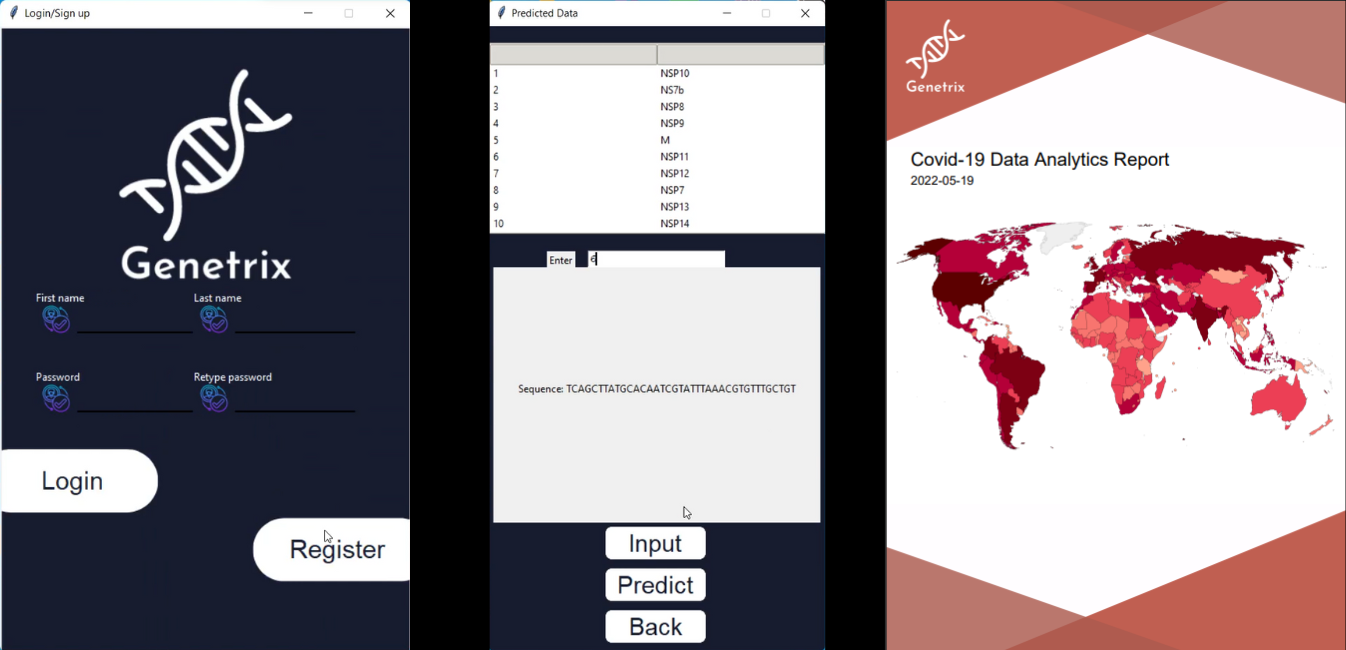 Login/Sign up
Genetrix
First name Last name
Password Retype password
Login
Register
Predicted Data
1 NSP10
2 NS7b
3 NSP8
4 NSP9
5 M
6 NSP11
7 NSP12
8 NSP7
9 NSP13
10 NSP14
Enter 6
Sequence: TCAGCTTATGCACAATCGTATTTAAACGTGTTTGCTGT
Input
Predict
Back
Genetrix
Covid-19 Data Analytics Report
2022-05-19